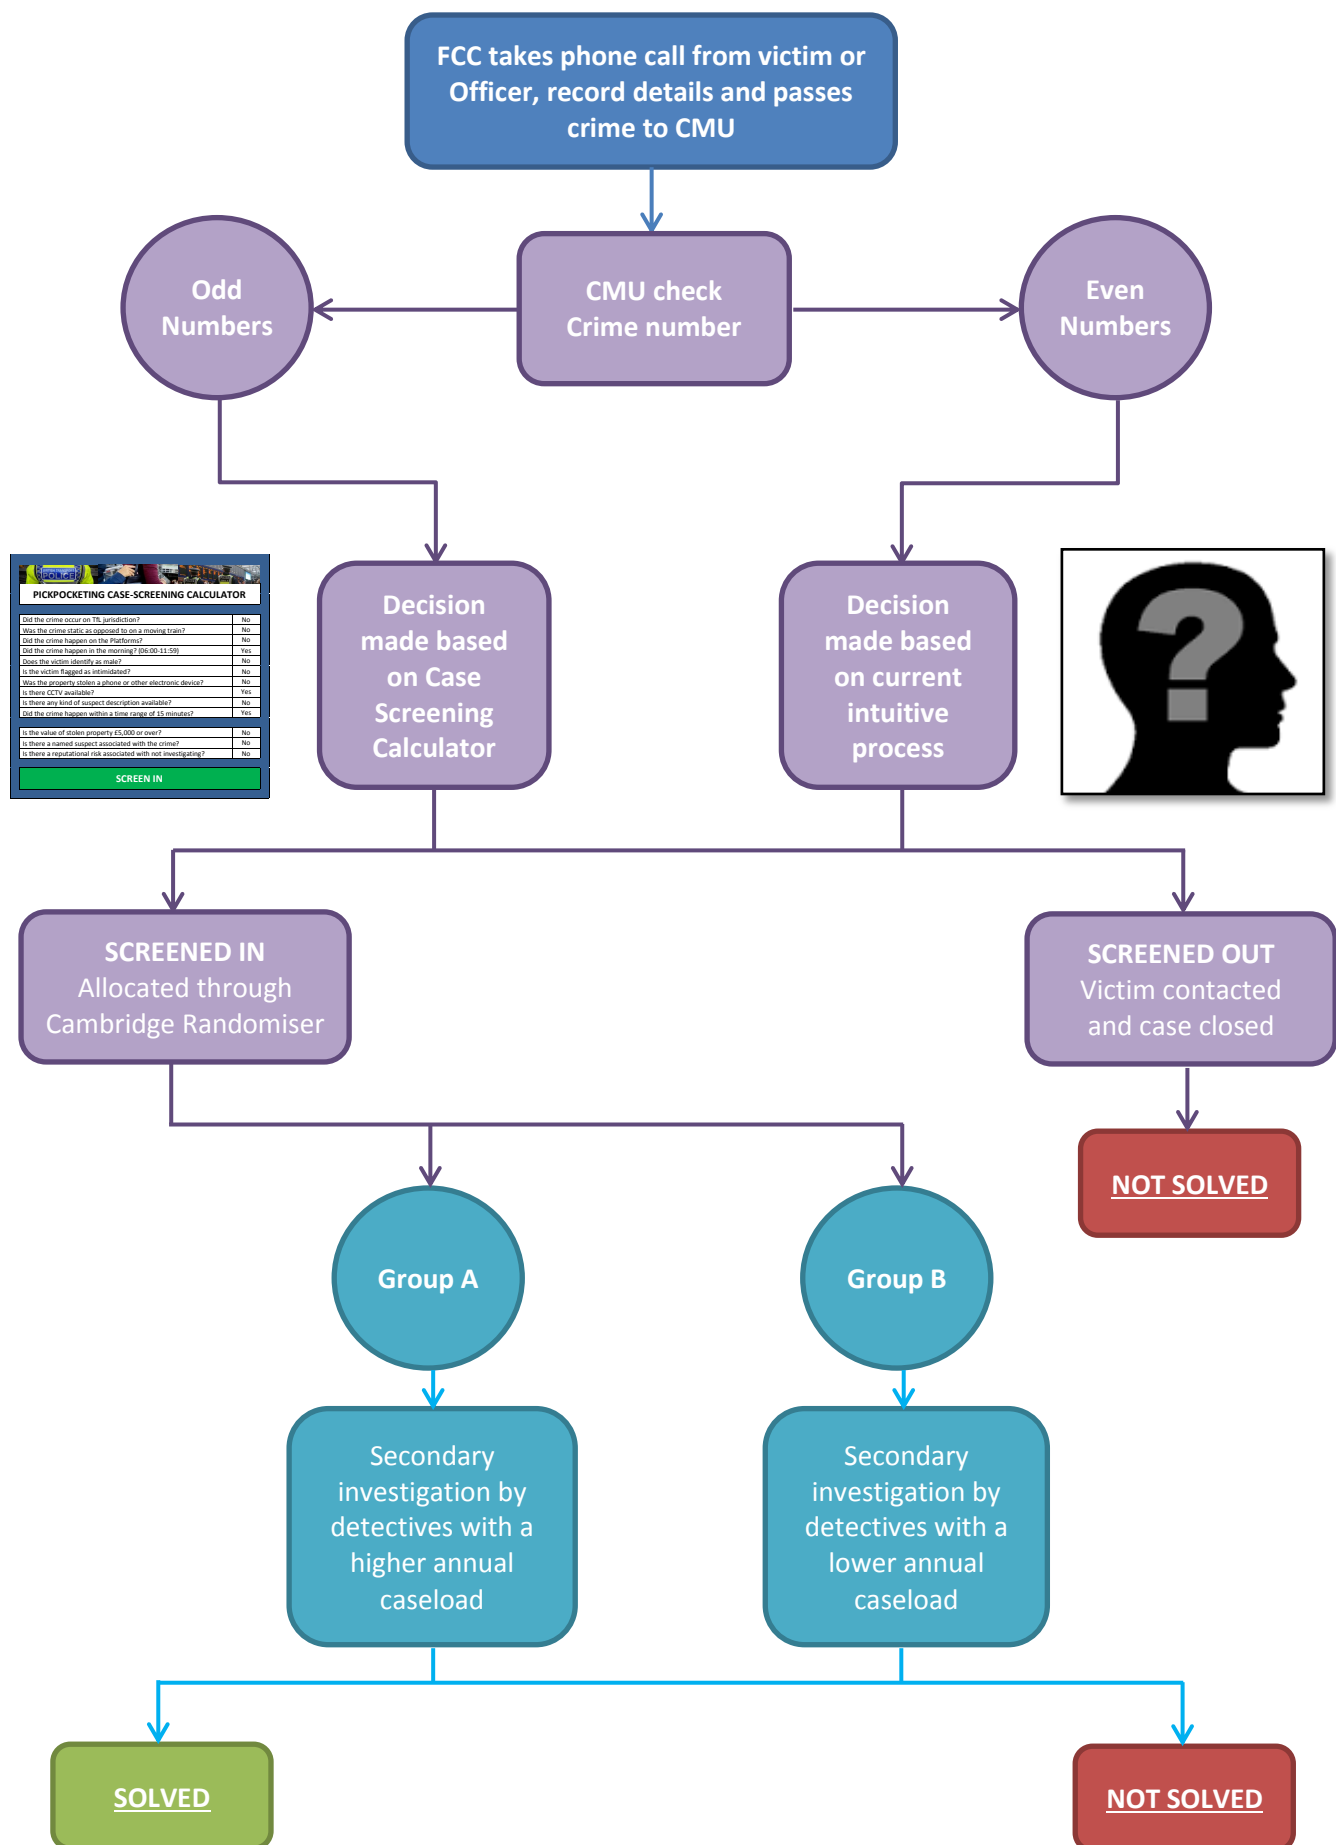 FCC takes phone call from victim or
Officer, record details and passes
crime to CMU
Odd
Numbers
CMU check
Crime number
Even
Numbers
POLICE
PICKPOCKETING CASE-SCREENING CALCULATOR
Did the crime occur on TfL jurisdiction? No
Was the crime static as opposed to on a moving train? No
Did the crime happen on the Platforms? No
Did the crime happen in the morning? (06:00-11:59) Yes
Does the victim identify as male? No
Is the victim flagged as intimidated? No
Was the property stolen a phone or other electronic device? No
Is there CCTV available? Yes
Is there any kind of suspect description available? No
Did the crime happen within a time range of 15 minutes? Yes
Is the value of stolen property £5,000 or over? No
Is there a named suspect associated with the crime? No
Is there a reputational risk associated with not investigating? No
SCREEN IN
Decision
made based
on Case
Screening
Calculator
Decision
made based
on current
intuitive
process
?
SCREENED IN
Allocated through
Cambridge Randomiser
SCREENED OUT
Victim contacted
and case closed
NOT SOLVED
Group A
Group B
Secondary
investigation by
detectives with a
higher annual
caseload
Secondary
investigation by
detectives with a
lower annual
caseload
SOLVED
NOT SOLVED